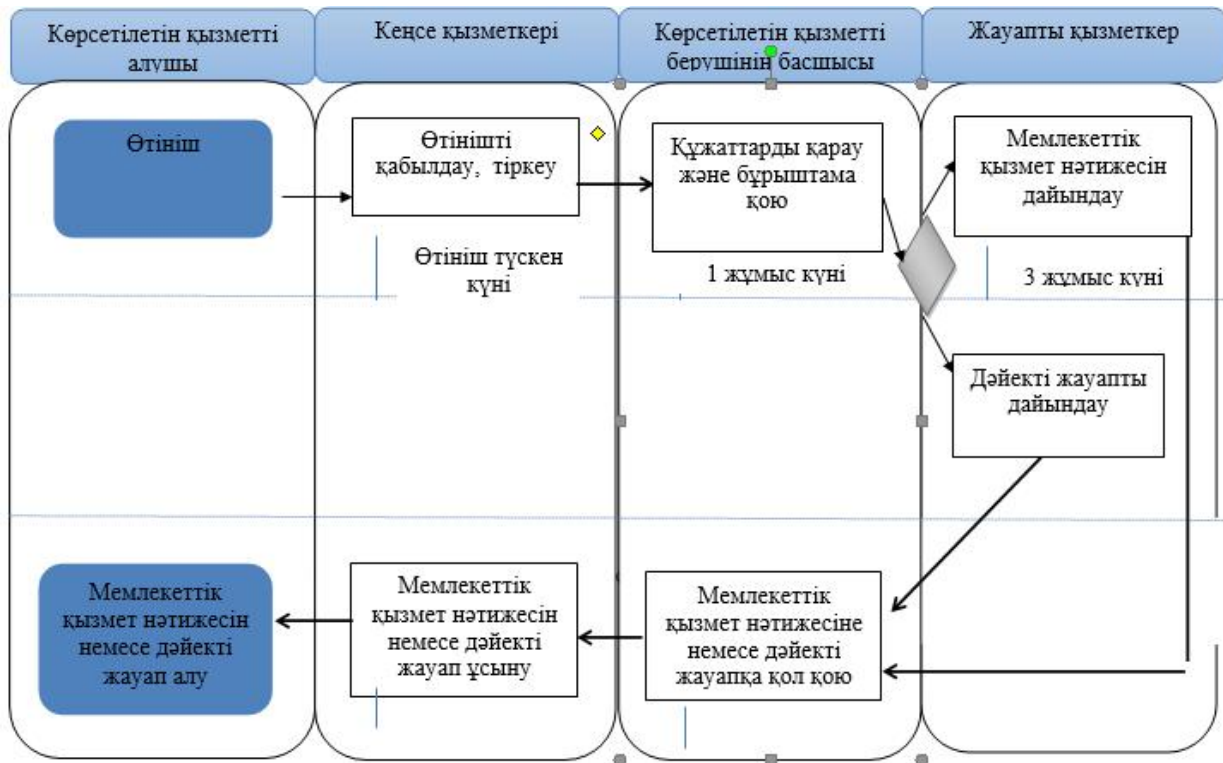 Көрсетілетін қызметті
алушы
Кеңсе қызметкері
Көрсетілетін қызметті
берушінің басшысы
Жауапты қызметкер
Өтініш
Өтінішті
қабылдау, тіркеу
Құжаттарды қарау
және бұрыштама
қою
Мемлекеттік
қызмет нәтижесін
дайындау
Өтініш түскен
күні
1 жұмыс күні
3 жұмыс күні
Дәйекті жауапты
дайындау
Мемлекеттік
қызмет нәтижесін
немесе дәйекті
жауап алу
Мемлекеттік
қызмет нәтижесін
немесе дәйекті
жауап ұсыну
Мемлекеттік
қызмет нәтижесіне
немесе дәйекті
жауапқа қол қою